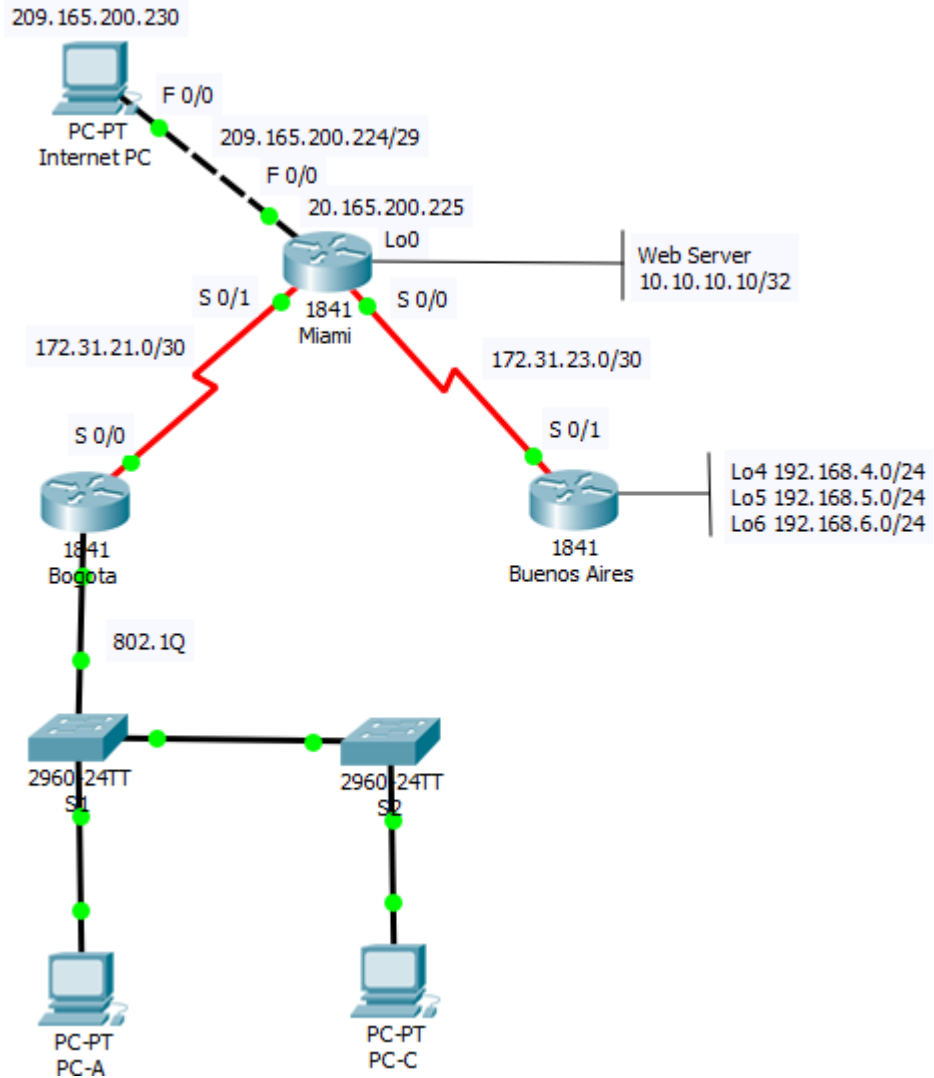 209.165.200.230
F 0/0
PC-PT
Internet PC
209.165.200.224/29
F 0/0
20.165.200.225
Lo0
Web Server
10.10.10.10/32
S 0/1
1841
Miami
S 0/0
172.31.21.0/30
172.31.23.0/30
S 0/0
S 0/1
Lo4 192.168.4.0/24
Lo5 192.168.5.0/24
Lo6 192.168.6.0/24
1841
Bogota
1841
Buenos Aires
802.1Q
2960-24TT
S1
2960-24TT
S2
PC-PT
PC-A
PC-PT
PC-C